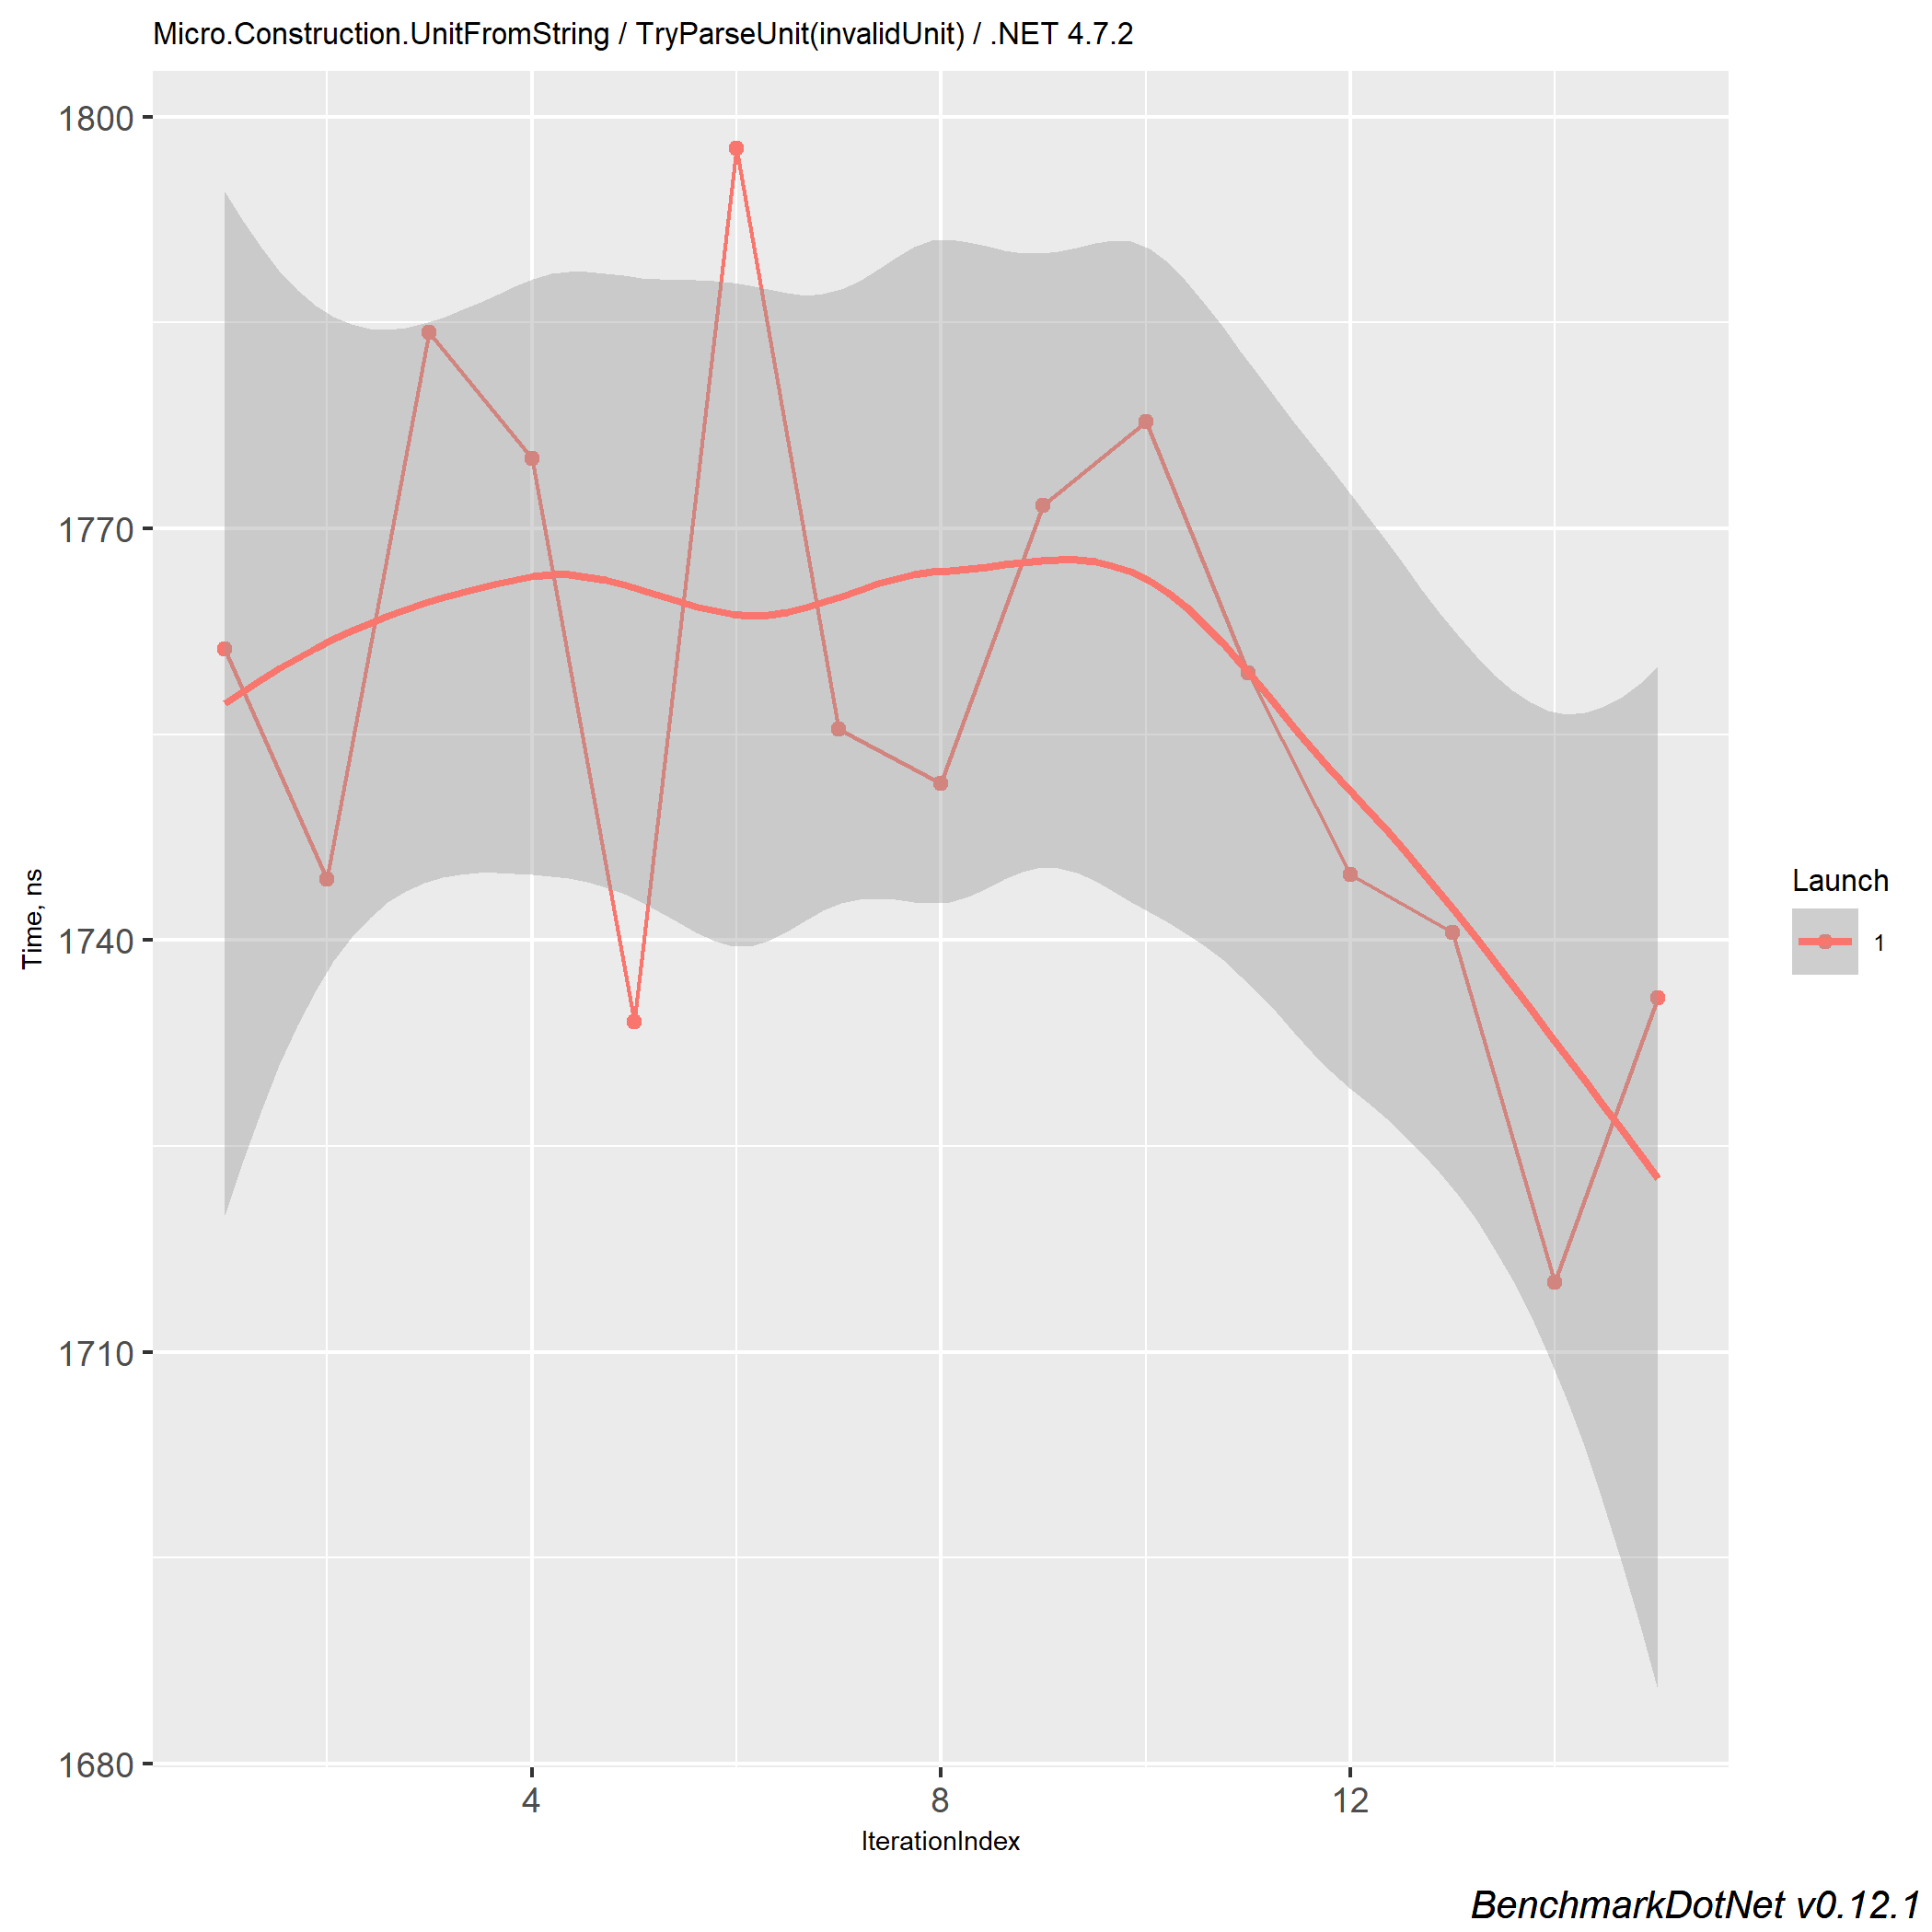 Micro.Construction.UnitFromString / TryParseUnit(invalidUnit) / .NET 4.7.2
1800
1770
1740
1710
1680
Time, ns
4
8
12
IterationIndex
Launch
1
BenchmarkDotNet v0.12.1